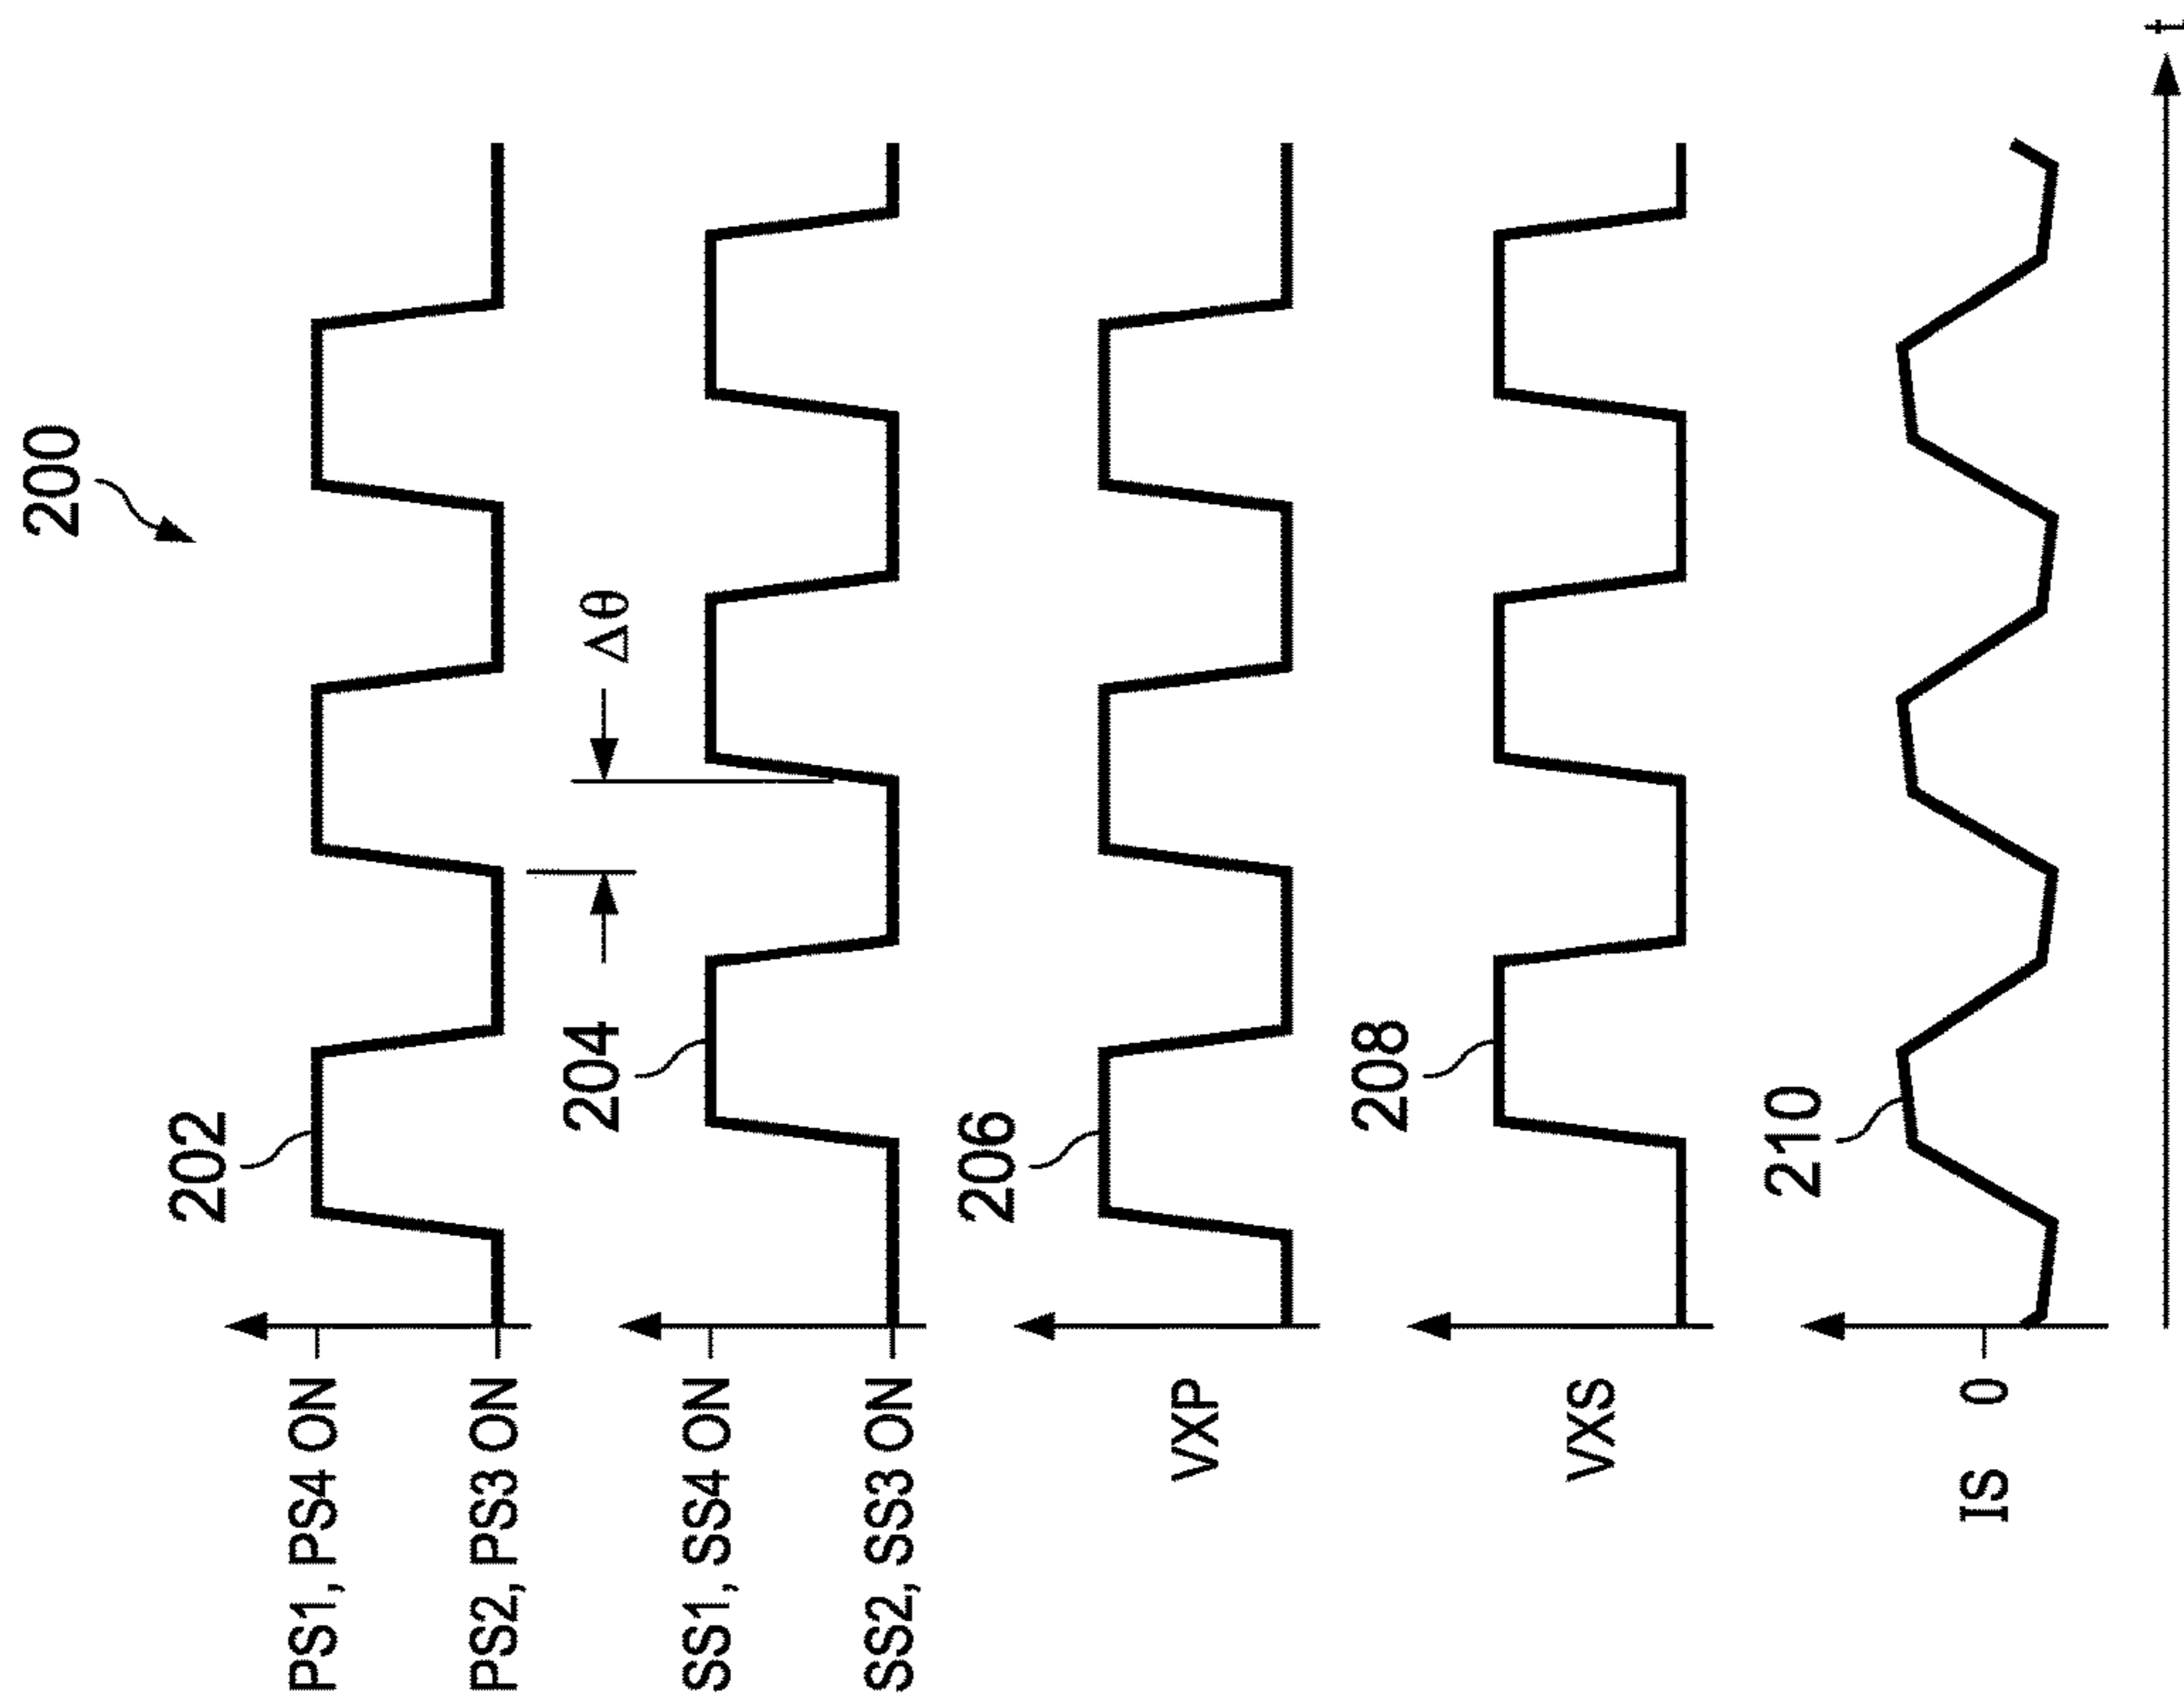 200
202
PS1, PS4 ON
PS2, PS3 ON
Δθ
204
SS1, SS4 ON
SS2, SS3 ON
206
VXP
208
VXS
210
IS 0
t